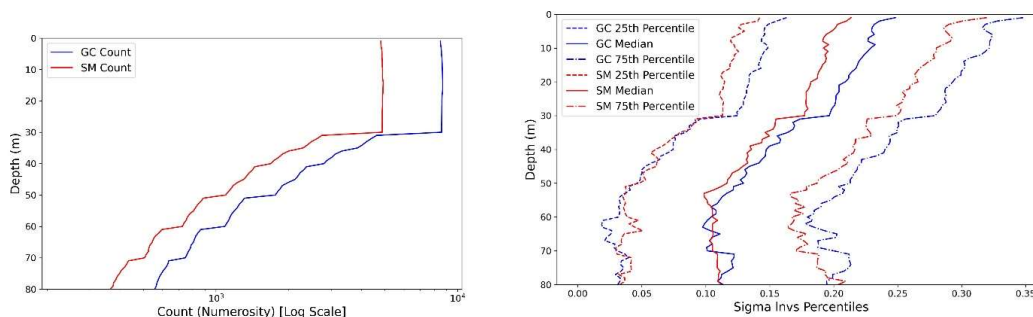 0
10
20
30
40
50
60
70
80
Depth (m)
GC Count
SM Count
10³
10⁴
Count (Numerosity) [Log Scale]
0
10
20
30
40
50
60
70
80
Depth (m)
GC 25th Percentile
GC Median
GC 75th Percentile
SM 25th Percentile
SM Median
SM 75th Percentile
0.00 0.05 0.10 0.15 0.20 0.25 0.30 0.35
Sigma Invs Percentiles